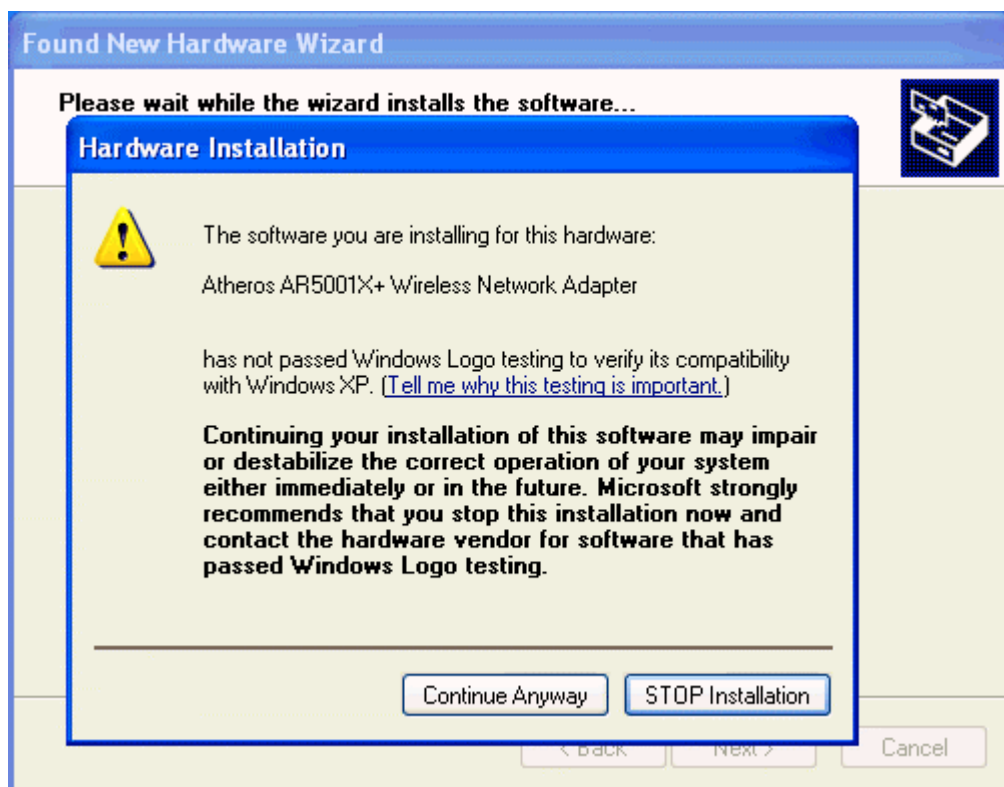 Found New Hardware Wizard
Please wait while the wizard installs the software...
Hardware Installation
The software you are installing for this hardware:
Atheros AR5001X+ Wireless Network Adapter
has not passed Windows Logo testing to verify its compatibility
with Windows XP. (Tell me why this testing is important.)
Continuing your installation of this software may impair
or destabilize the correct operation of your system
either immediately or in the future. Microsoft strongly
recommends that you stop this installation now and
contact the hardware vendor for software that has
passed Windows Logo testing.
Continue Anyway STOP Installation
< Back Next > Cancel